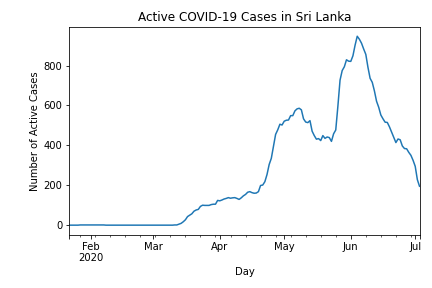 Active COVID-19 Cases in Sri Lanka
Number of Active Cases
800
600
400
200
0
Feb Mar Apr May Jun Jul
2020
Day